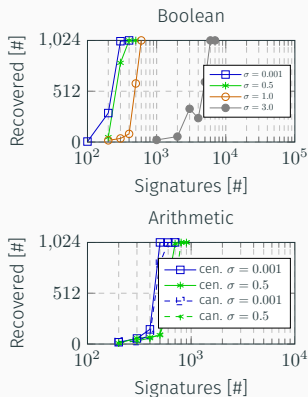 Boolean
Recovered [#]
1,024
512
0
10^2
10^3
10^4
10^5
Signatures [#]
σ = 0.001
σ = 0.5
σ = 1.0
σ = 3.0
Arithmetic
Recovered [#]
1,024
512
0
10^2
10^3
10^4
Signatures [#]
cen. σ = 0.001
cen. σ = 0.5
can. σ = 0.001
can. σ = 0.5